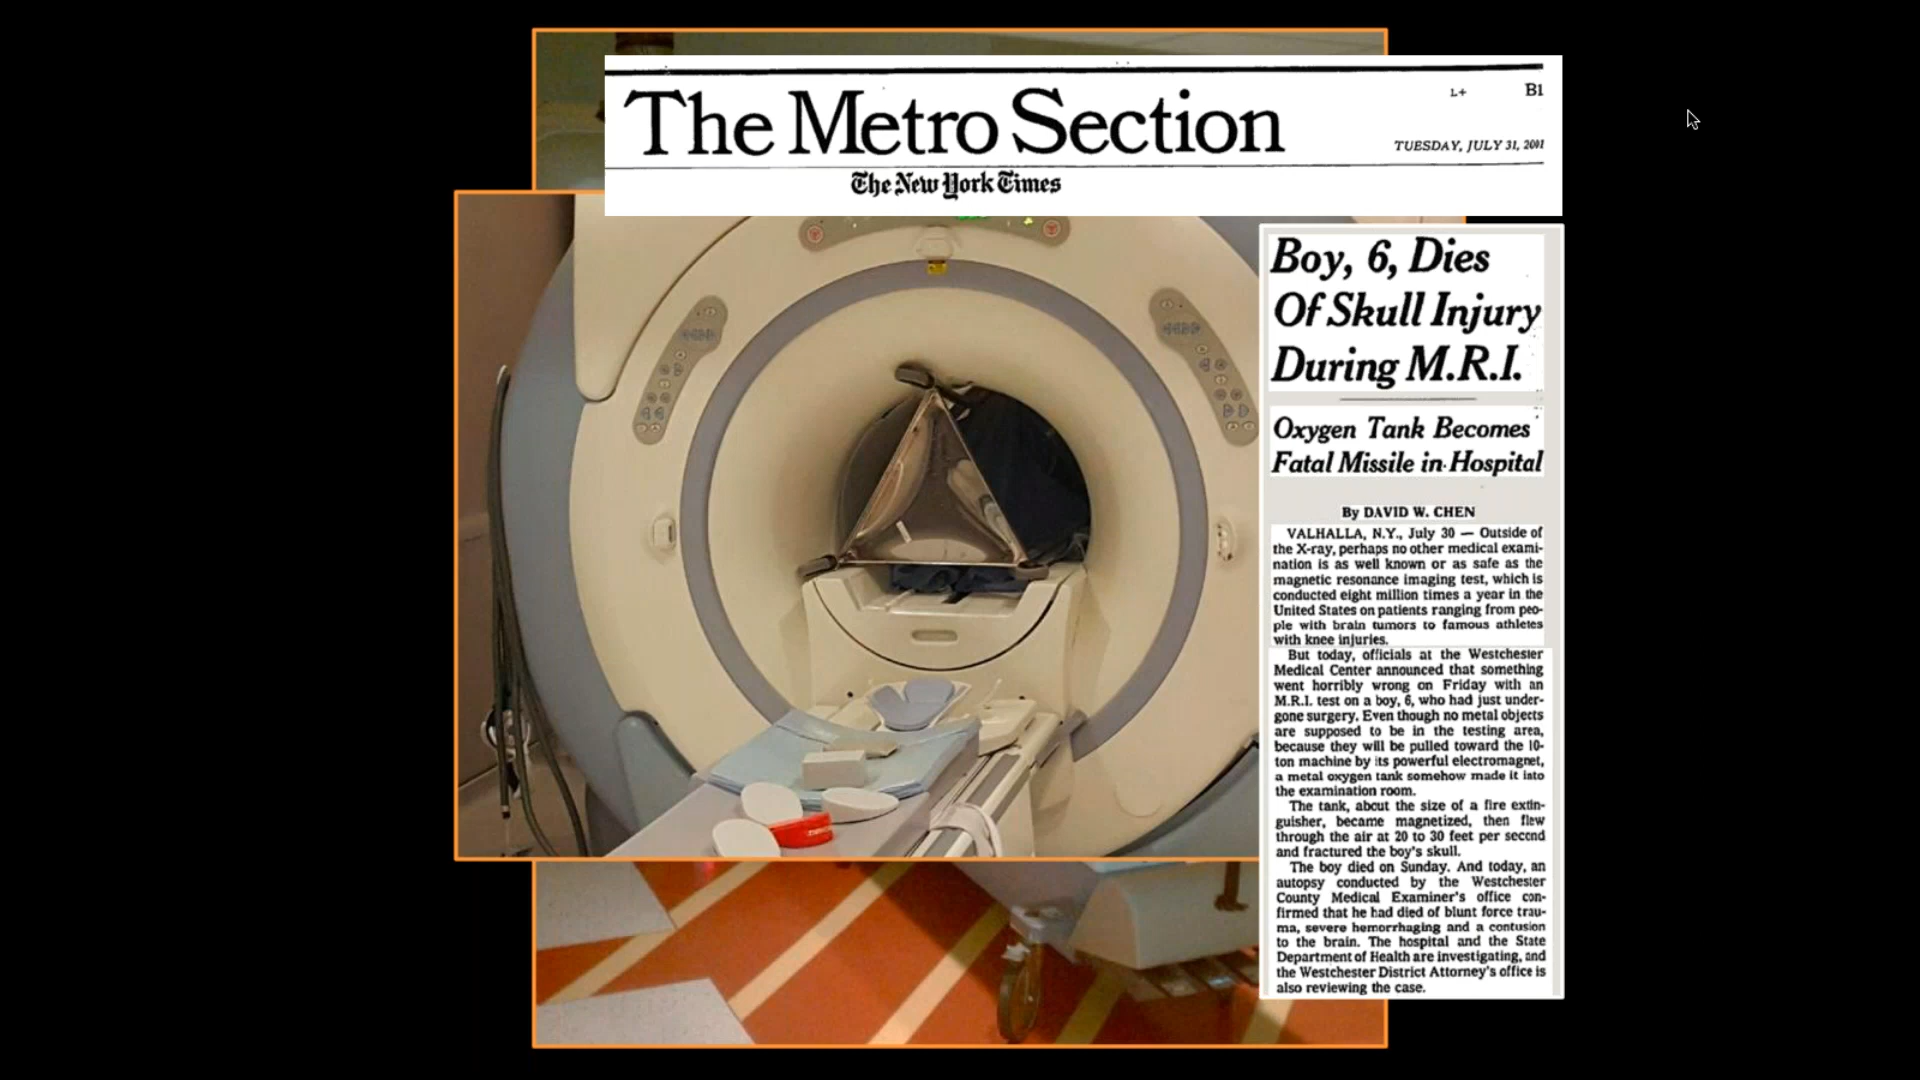 The Metro Section
L+
B1
TUESDAY, JULY 31, 2001
The New York Times
Boy, 6, Dies
Of Skull Injury
During M.R.I.
Oxygen Tank Becomes
Fatal Missile in Hospital
By DAVID W. CHEN
VALHALLA, N.Y., July 30 — Outside of
the X-ray, perhaps no other medical exami-
nation is as well known or as safe as the
magnetic resonance imaging test, which is
conducted eight million times a year in the
United States on patients ranging from peo-
ple with brain tumors to famous athletes
with knee injuries.
But today, officials at the Westchester
Medical Center announced that something
went horribly wrong on Friday with an
M.R.I. test on a boy, 6, who had just under-
gone surgery. Even though no metal objects
are supposed to be in the testing area,
because they will be pulled toward the 10-
ton machine by its powerful electromagnet,
a metal oxygen tank somehow made it into
the examination room.
The tank, about the size of a fire extin-
guisher, became magnetized, then flew
through the air at 20 to 30 feet per second
and fractured the boy's skull.
The boy died on Sunday. And today, an
autopsy conducted by the Westchester
County Medical Examiner's office con-
firmed that he had died of blunt force trau-
ma, severe hemorrhaging and a contusion
to the brain. The hospital and the State
Department of Health are investigating, and
the Westchester District Attorney's office is
also reviewing the case.